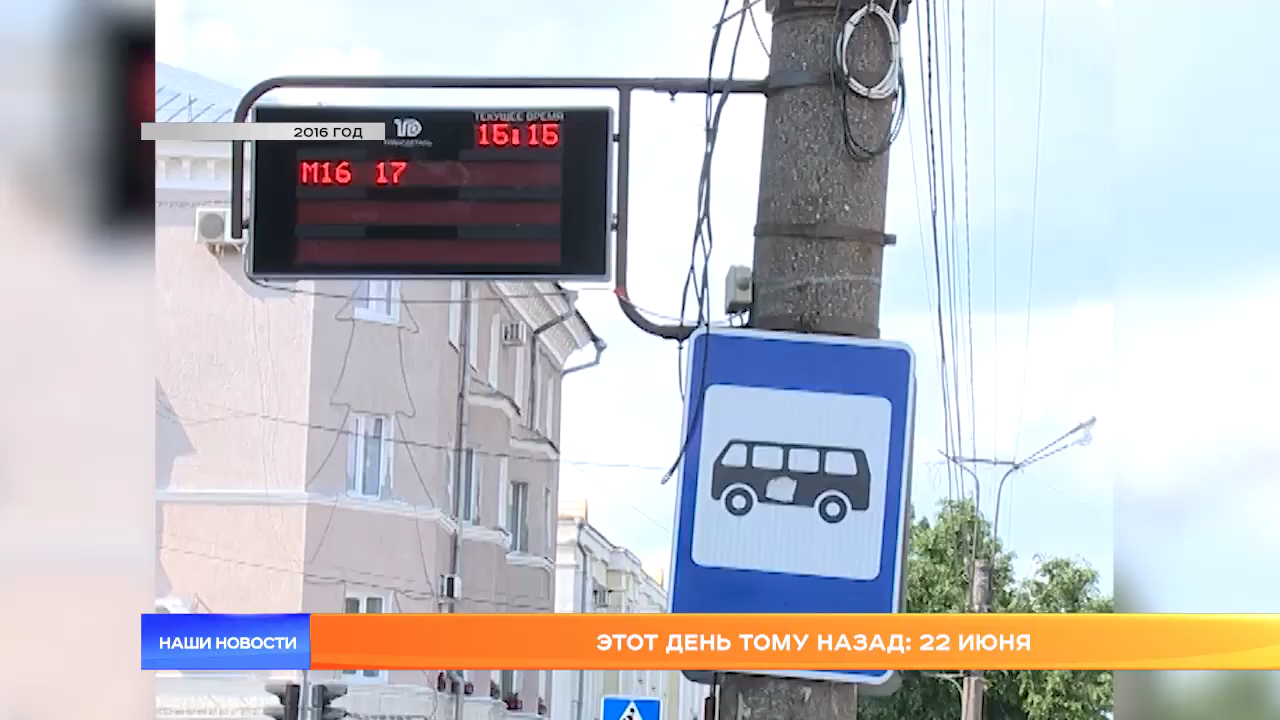 2016 ГОД
ТЕКУЩЕЕ ВРЕМЯ
15:15
М16 17
НАШИ НОВОСТИ
ЭТОТ ДЕНЬ ТОМУ НАЗАД: 22 ИЮНЯ